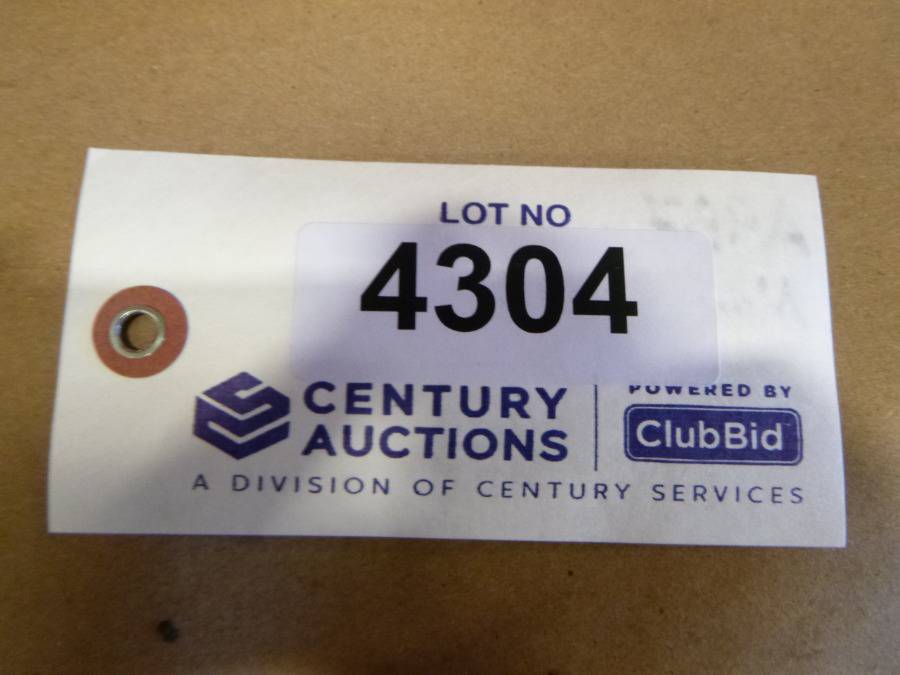 LOT NO
4304
CENTURY
AUCTIONS
POWERED BY
ClubBid
A DIVISION OF CENTURY SERVICES